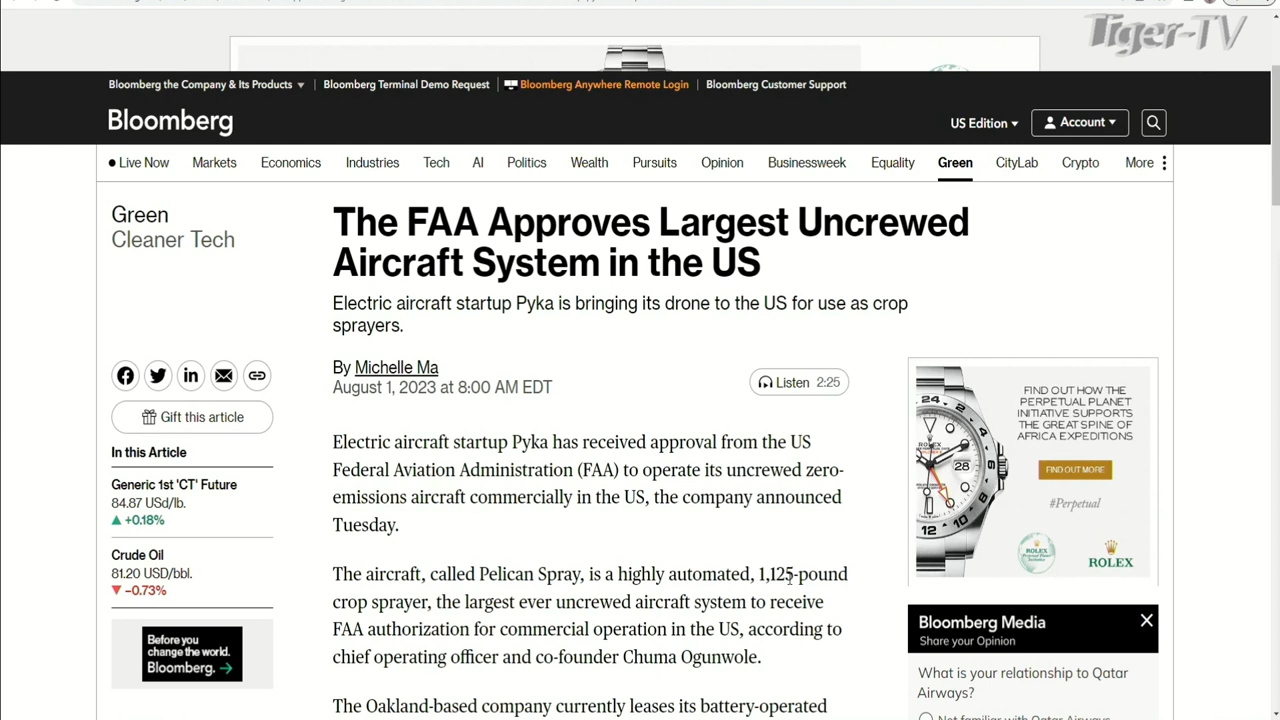 Tiger-TV
Bloomberg the Company & Its Products
Bloomberg Terminal Demo Request
Bloomberg Anywhere Remote Login
Bloomberg Customer Support
Bloomberg
US Edition
Account
Live Now
Markets
Economics
Industries
Tech
AI
Politics
Wealth
Pursuits
Opinion
Businessweek
Equality
Green
CityLab
Crypto
More
Green
Cleaner Tech
The FAA Approves Largest Uncrewed
Aircraft System in the US
Electric aircraft startup Pyka is bringing its drone to the US for use as crop
sprayers.
By Michelle Ma
August 1, 2023 at 8:00 AM EDT
Listen 2:25
Gift this article
In this Article
Generic 1st 'CT' Future
84.87 USd/lb.
+0.18%
Crude Oil
81.20 USD/bbl.
-0.73%
Before you
change the world.
Bloomberg.
Electric aircraft startup Pyka has received approval from the US
Federal Aviation Administration (FAA) to operate its uncrewed zero-
emissions aircraft commercially in the US, the company announced
Tuesday.
The aircraft, called Pelican Spray, is a highly automated, 1,125-pound
crop sprayer, the largest ever uncrewed aircraft system to receive
FAA authorization for commercial operation in the US, according to
chief operating officer and co-founder Chuma Ogunwole.
The Oakland-based company currently leases its battery-operated
FIND OUT HOW THE
PERPETUAL PLANET
INITIATIVE SUPPORTS
THE GREAT SPINE OF
AFRICA EXPEDITIONS
FIND OUT MORE
#Perpetual
ROLEX
Bloomberg Media
Share your Opinion
What is your relationship to Qatar
Airways?
Not familiar with Qatar Airways